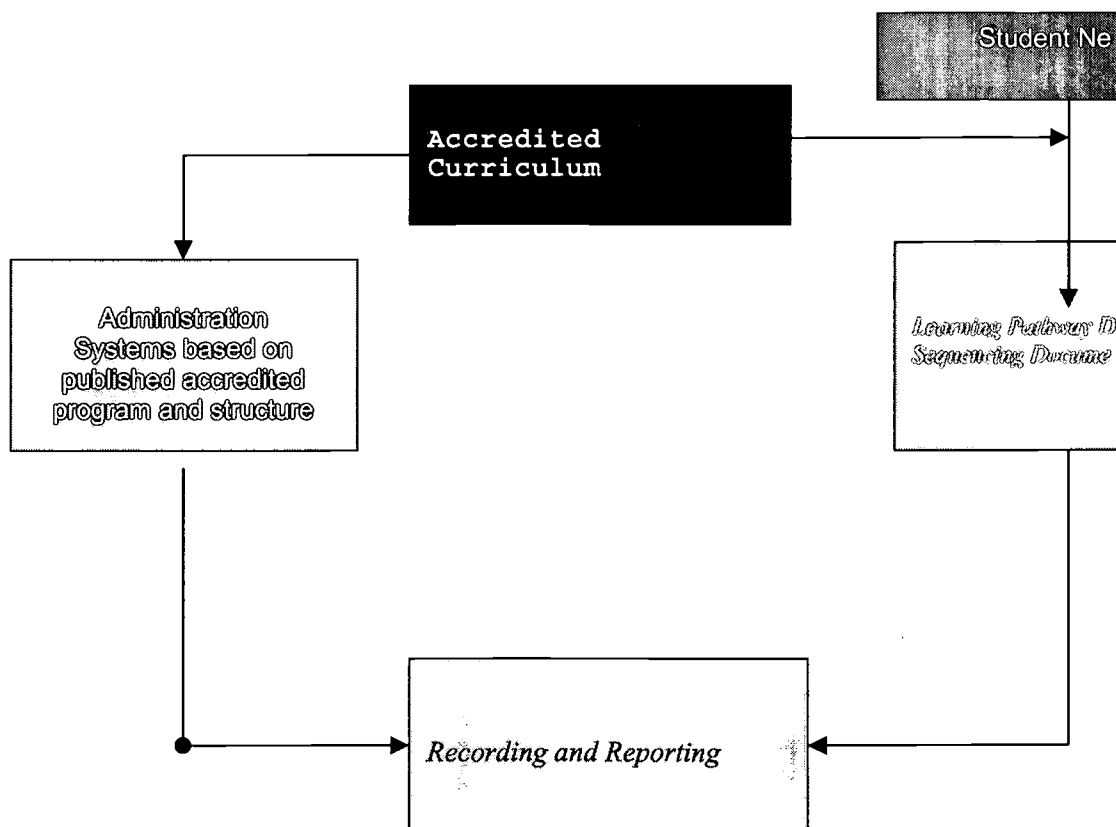 Student Ne
Accredited
Curriculum
Administration
Systems based on
published accredited
program and structure
Learning Pathway D
Sequencing Docume
Recording and Reporting